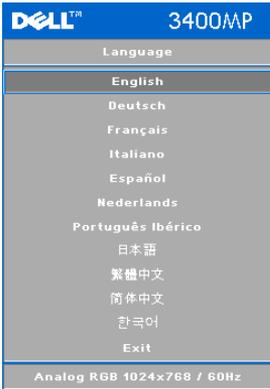 DELL™ 3400MP
Language
English
Deutsch
Français
Italiano
Español
Nederlands
Português Ibérico
日本語
繁體中文
简体中文
한국어
Exit
Analog RGB 1024x768 / 60Hz